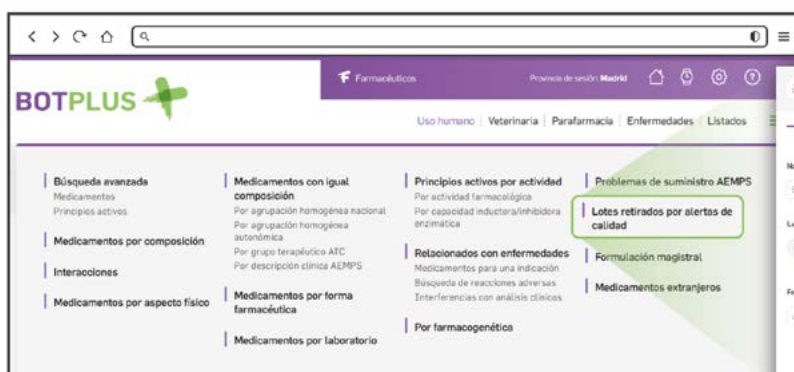 Farmacéuticos
Provincia de sesión: Madrid
BOTPLUS
Uso humano
Veterinaria
Parafarmacia
Enfermedades
Listados
Búsqueda avanzada
Medicamentos
Principios activos
Medicamentos por composición
Interacciones
Medicamentos por aspecto físico
Medicamentos con igual
composición
Por agrupación homogénea nacional
Por agrupación homogénea
autonómica
Por grupo terapéutico ATC
Por descripción clínica AEMPS
Medicamentos por forma
farmacéutica
Medicamentos por laboratorio
Principios activos por actividad
Por actividad farmacológica
Por capacidad inductora/inhibidora
enzimática
Relacionados con enfermedades
Medicamentos para una indicación
Búsqueda de reacciones adversas
Interferencias con análisis clínicos
Por farmacogenética
Problemas de suministro AEMPS
Lotes retirados por alertas de
calidad
Formulación magistral
Medicamentos extranjeros